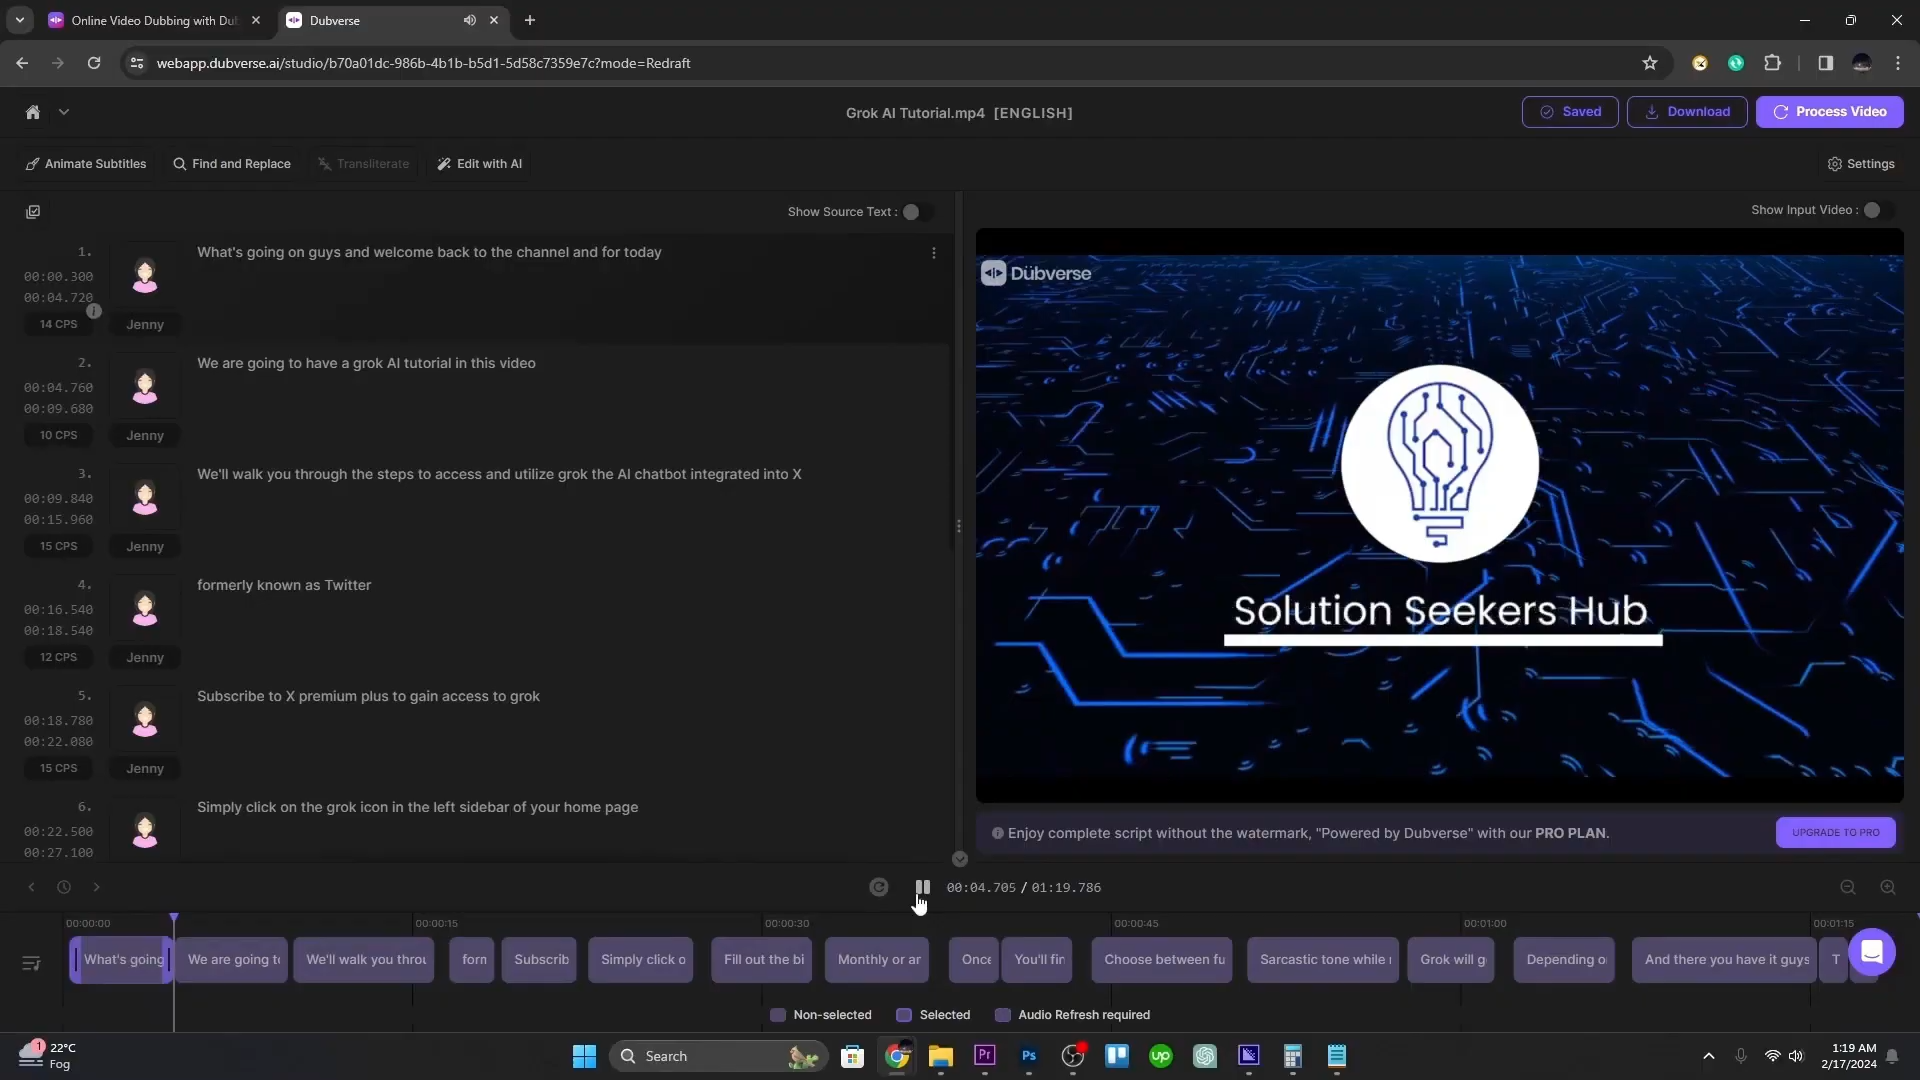 Online Video Dubbing with Du
Dubverse
webapp.dubverse.ai/studio/b70a01dc-986b-4b1b-b5d1-5d58c7359e7c?mode=Redraft
Grok AI Tutorial.mp4 [ENGLISH]
Saved
Download
Process Video
Animate Subtitles
Find and Replace
Transliterate
Edit with AI
Settings
Show Source Text :
Show Input Video :
1.
00:00.300
00:04.720
14 CPS
Jenny
What's going on guys and welcome back to the channel and for today
2.
00:04.760
00:09.680
10 CPS
Jenny
We are going to have a grok AI tutorial in this video
3.
00:09.840
00:15.960
15 CPS
Jenny
We'll walk you through the steps to access and utilize grok the AI chatbot integrated into X
4.
00:16.540
00:18.540
12 CPS
Jenny
formerly known as Twitter
5.
00:18.780
00:22.080
15 CPS
Jenny
Subscribe to X premium plus to gain access to grok
6.
00:22.500
00:27.100
Simply click on the grok icon in the left sidebar of your home page
Dubverse
Solution Seekers Hub
Enjoy complete script without the watermark, "Powered by Dubverse" with our PRO PLAN.
UPGRADE TO PRO
00:04.705 / 01:19.786
00:00:00
00:00:15
00:00:30
00:00:45
00:01:00
00:01:15
What's going
We are going to
We'll walk you throu
forn
Subscrib
Simply click o
Fill out the bi
Monthly or ar
Once
You'll fin
Choose between fu
Sarcastic tone while
Grok will g
Depending o
And there you have it guys
T
Non-selected
Selected
Audio Refresh required
1
22°C
Fog
Search
Pr
Ps
up
1:19 AM
2/17/2024